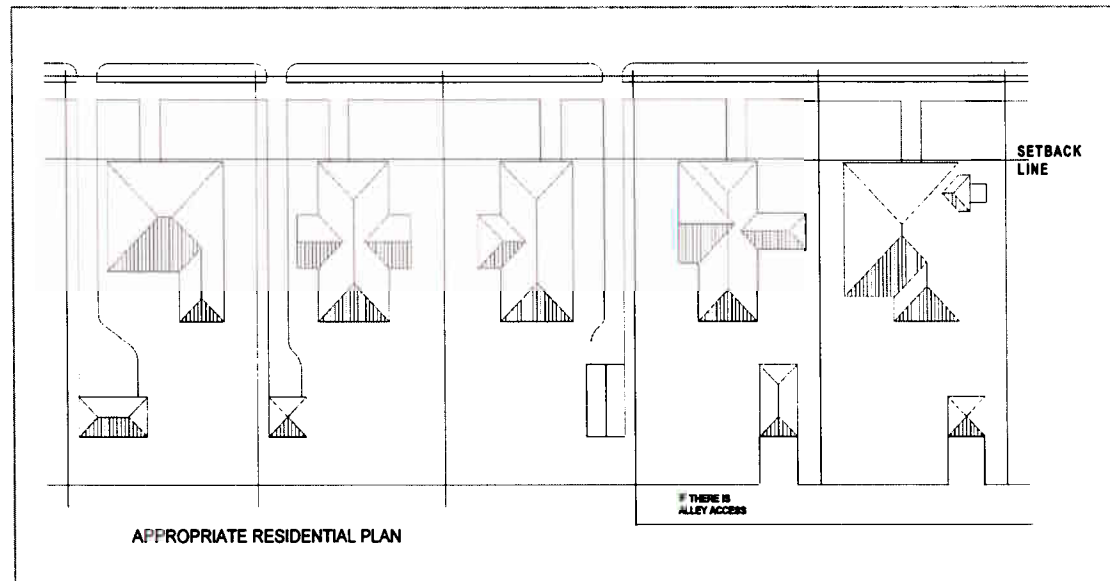 SETBACK
LINE
IF THERE IS
ALLEY ACCESS
APPROPRIATE RESIDENTIAL PLAN